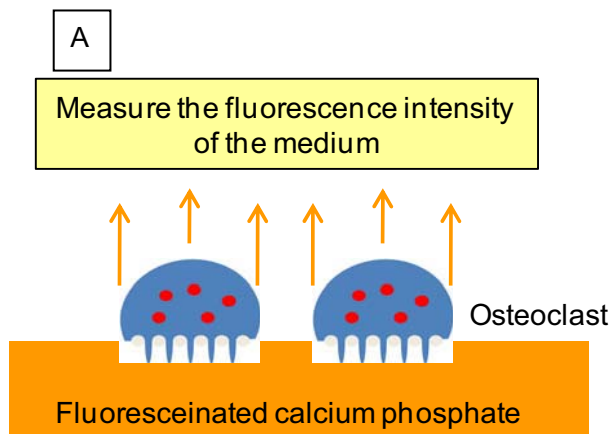 A
Measure the fluorescence intensity
of the medium
Osteoclast
Fluoresceinated calcium phosphate